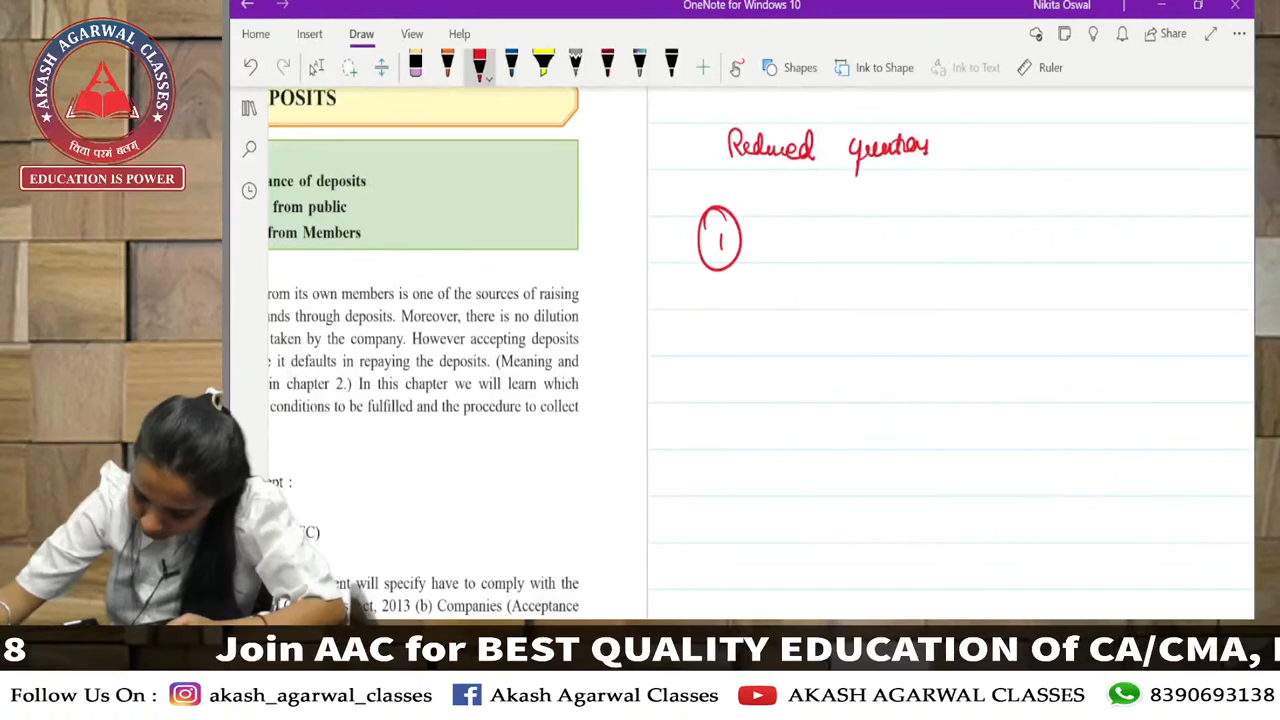 AKASH AGARWAL CLASSES
विद्या परमं बलम्
EDUCATION IS POWER
OneNote for Windows 10
Nikita Oswal
Home Insert Draw View Help
Share
Shapes
Ink to Shape
Ink to Text
Ruler
POSITS
ance of deposits
from public
from Members
rom its own members is one of the sources of raising
nds through deposits. Moreover, there is no dilution
taken by the company. However accepting deposits
e it defaults in repaying the deposits. (Meaning and
in chapter 2.) In this chapter we will learn which
conditions to be fulfilled and the procedure to collect
pt :
C)
ent will specify have to comply with the
ct, 2013 (b) Companies (Acceptance
Reduced questions
1
8 Join AAC for BEST QUALITY EDUCATION Of CA/CMA,
Follow Us On : akash_agarwal_classes Akash Agarwal Classes AKASH AGARWAL CLASSES 8390693138